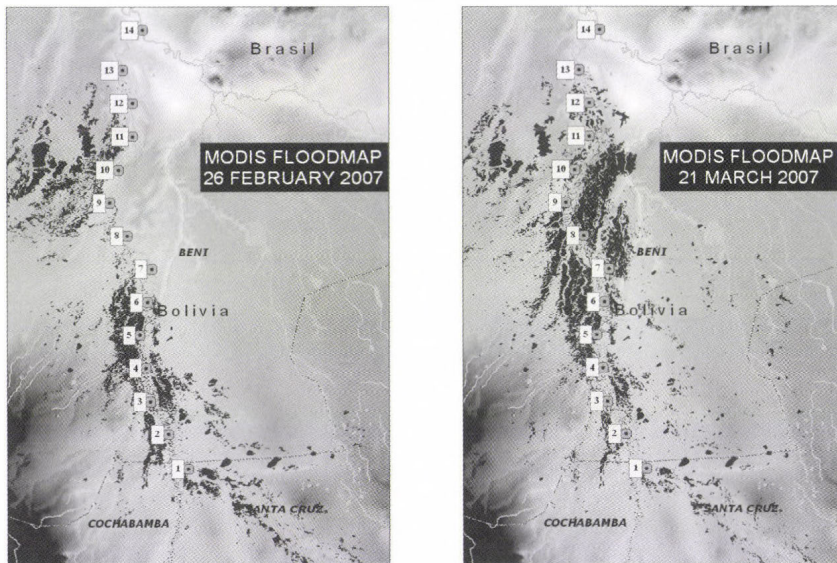 14
Brasil
13
12
11
MODIS FLOODMAP
26 FEBRUARY 2007
10
9
8
BENI
7
6
Bolivia
5
4
3
2
1
SANTA CRUZ
COCHABAMBA
14
Brasil
13
12
11
MODIS FLOODMAP
21 MARCH 2007
10
9
8
BENI
7
6
Bolivia
5
4
3
2
1
SANTA CRUZ
COCHABAMBA